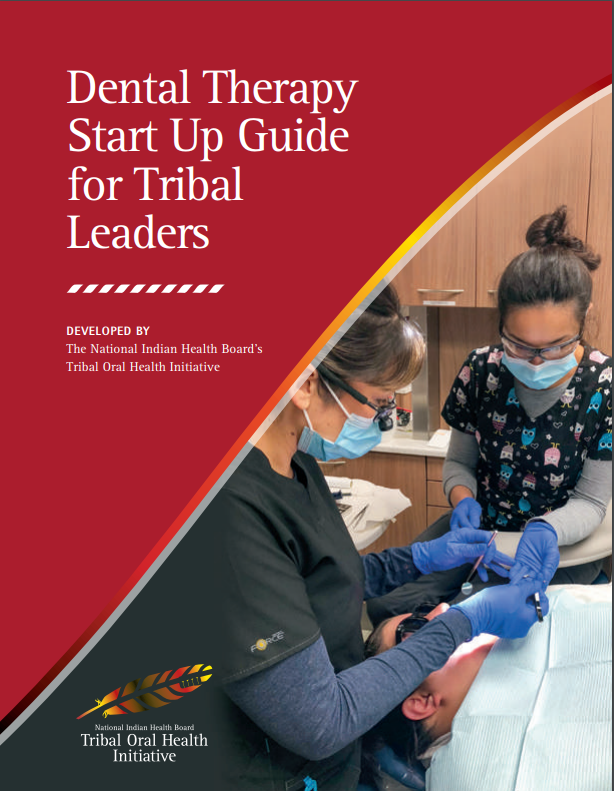 Dental Therapy
Start Up Guide
for Tribal
Leaders
DEVELOPED BY
The National Indian Health Board's
Tribal Oral Health Initiative
FORCE
National Indian Health Board
Tribal Oral Health
Initiative